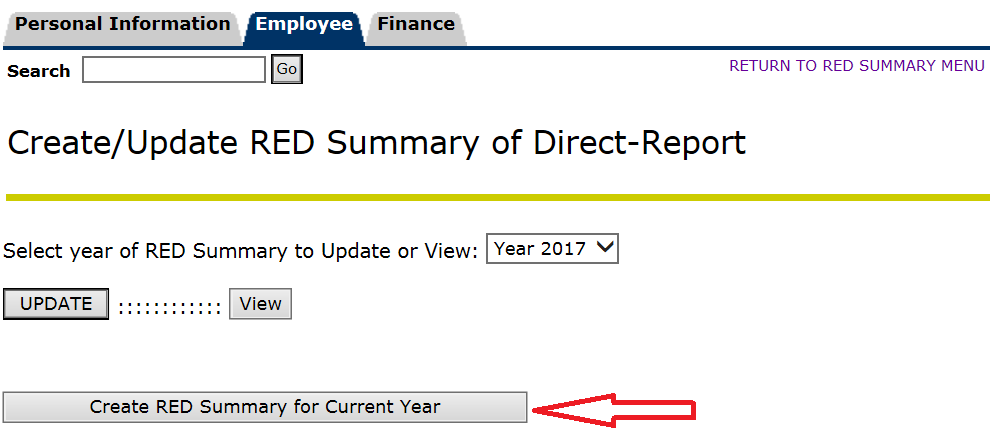 Personal Information Employee Finance
Search Go RETURN TO RED SUMMARY MENU
Create/Update RED Summary of Direct-Report
Select year of RED Summary to Update or View: Year 2017
UPDATE :::::::::::: View
Create RED Summary for Current Year